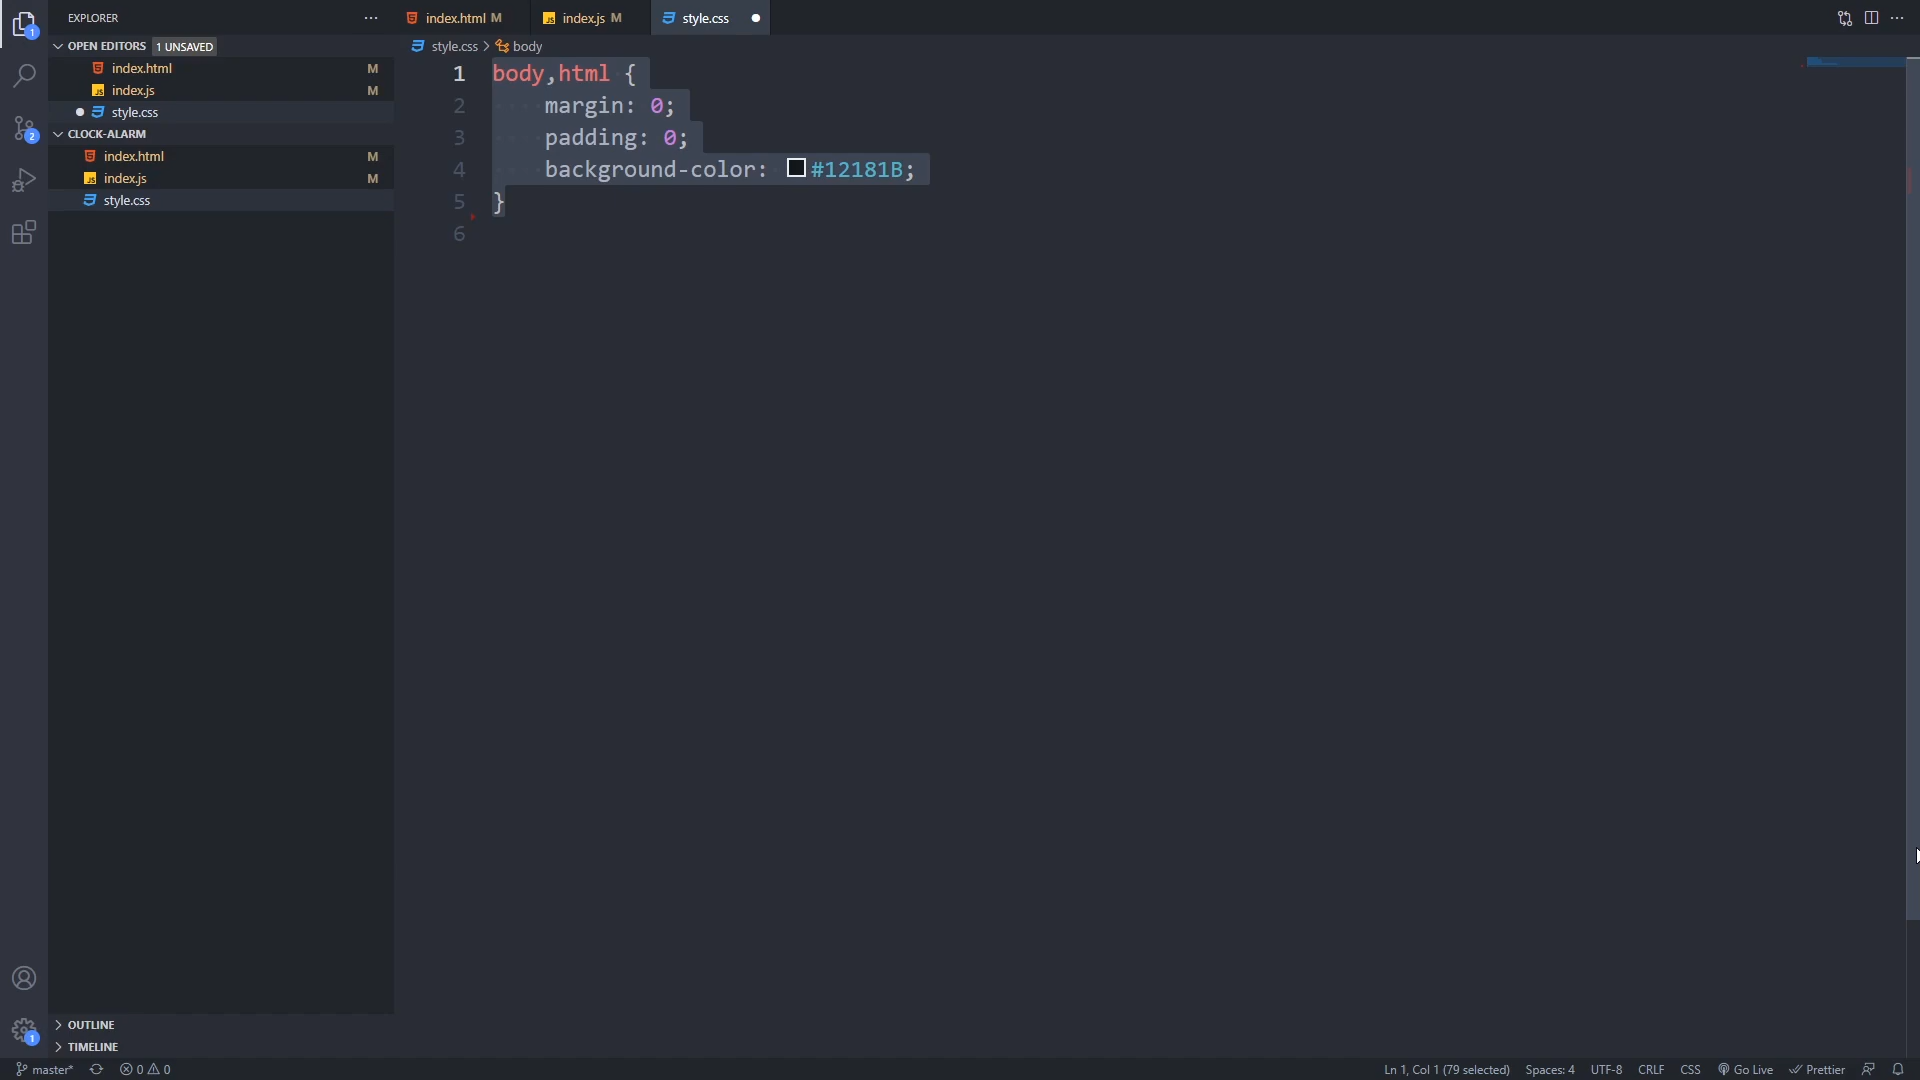 EXPLORER
OPEN EDITORS 1 UNSAVED
index.html M
index.js M
style.css
CLOCK-ALARM
index.html M
index.js M
style.css
OUTLINE
TIMELINE
index.html M
index.js M
style.css
style.css > body
1 body,html {
2 margin: 0;
3 padding: 0;
4 background-color: #12181B;
5 }
6
1
2
1
master*
0 0
Ln 1, Col 1 (79 selected)
Spaces: 4
UTF-8
CRLF
CSS
Go Live
Prettier